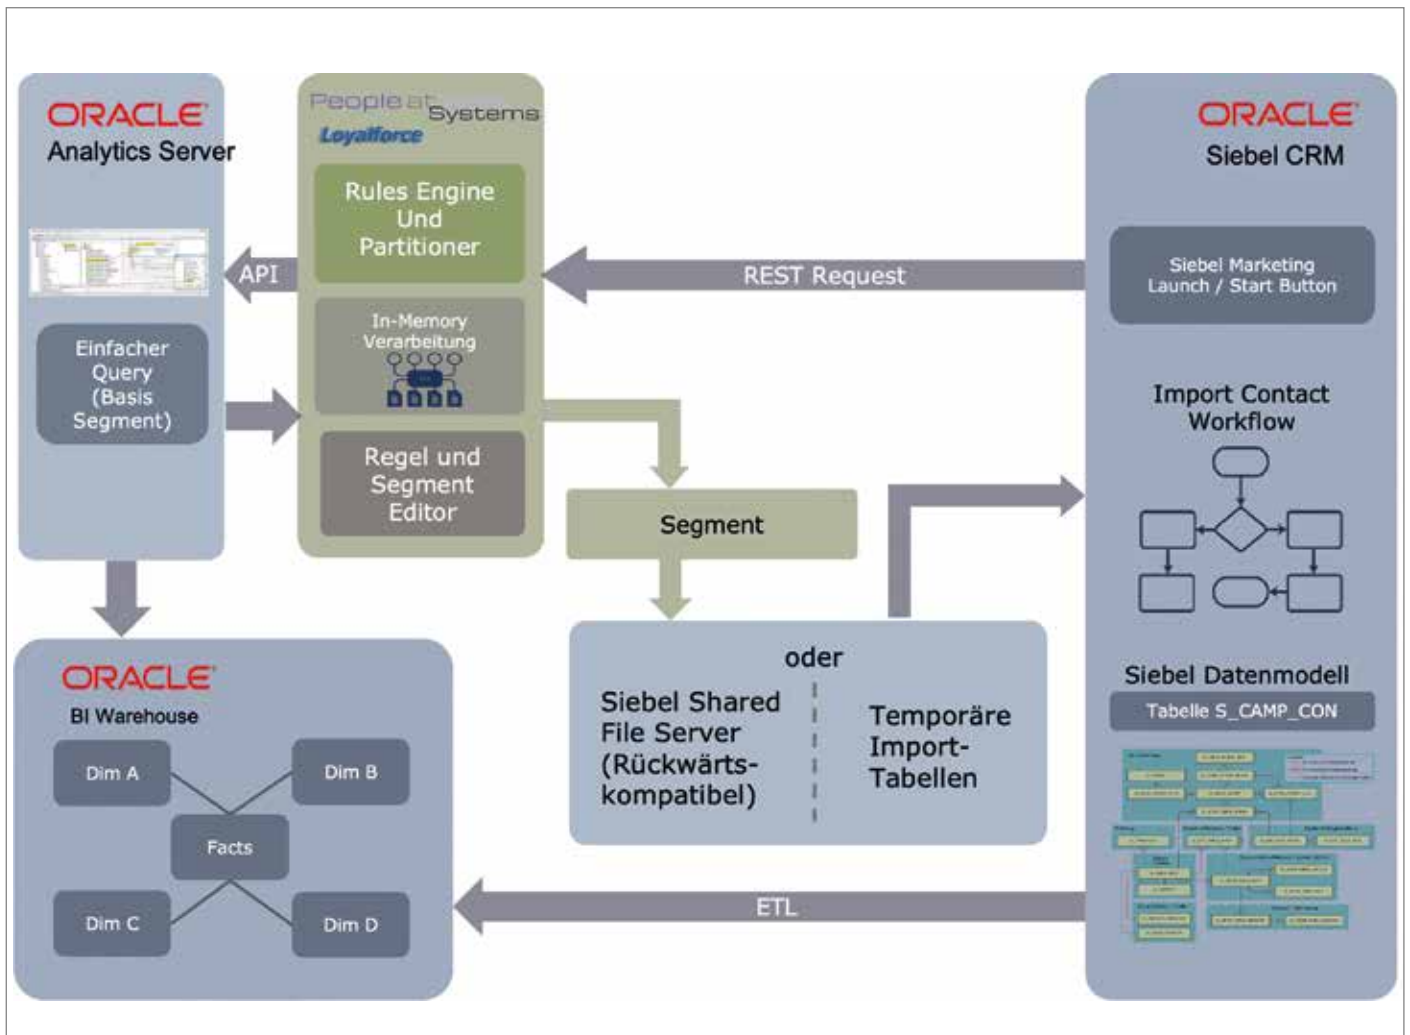 ORACLE
Analytics Server
API
Einfacher
Query
(Basis
Segment)
People at
Systems
Loyalforce
Rules Engine
Und
Partitioner
In-Memory
Verarbeitung
Regel und
Segment
Editor
REST Request
ORACLE
Siebel CRM
Siebel Marketing
Launch / Start Button
Import Contact
Workflow
Segment
oder
Siebel Shared
File Server
(Rückwärts-
kompatibel)
Temporäre
Import-
Tabellen
Siebel Datenmodell
Tabelle S_CAMP_CON
ORACLE
BI Warehouse
Dim A
Dim B
Facts
Dim C
Dim D
ETL